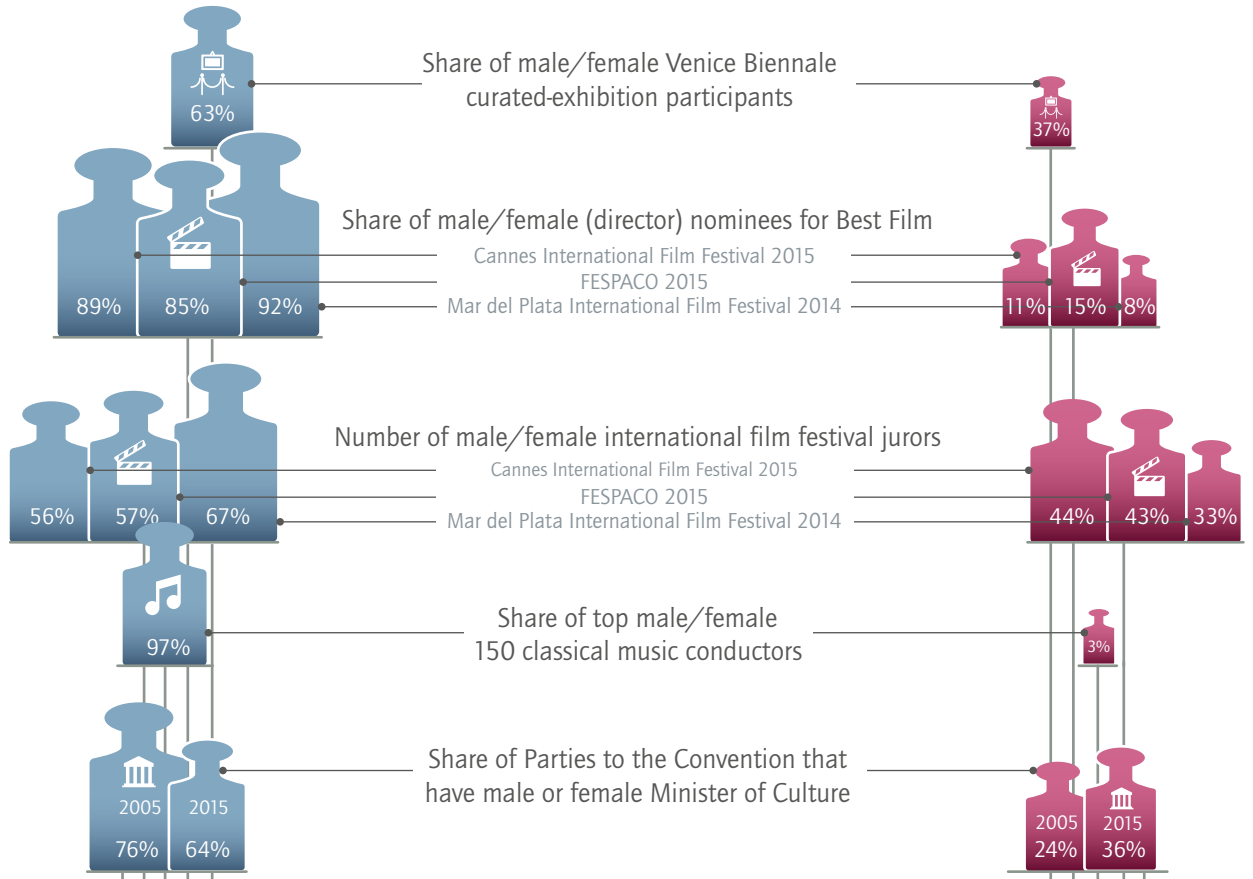 Share of male/female Venice Biennale
curated-exhibition participants
63%
37%
Share of male/female (director) nominees for Best Film
Cannes International Film Festival 2015
FESPACO 2015
Mar del Plata International Film Festival 2014
89% 85% 92%
11% 15% 8%
Number of male/female international film festival jurors
Cannes International Film Festival 2015
FESPACO 2015
Mar del Plata International Film Festival 2014
56% 57% 67%
44% 43% 33%
Share of top male/female
150 classical music conductors
97%
3%
Share of Parties to the Convention that
have male or female Minister of Culture
2005 2015
76% 64%
2005 2015
24% 36%